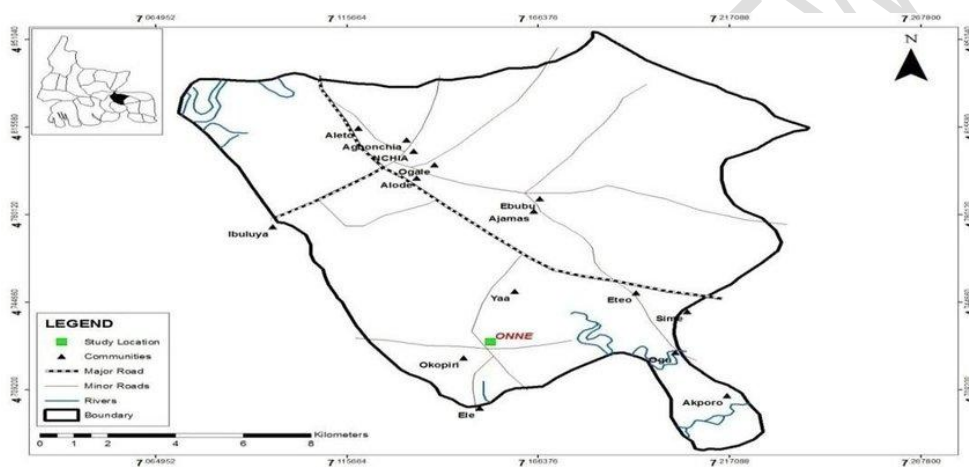 7.064952 7.115664 7.166376 7.217088 7.267800
N
Aleto
Agbonchia
NCHIA
Ogale
Alode
Ebubu
Ajamas
Ibuluya
Yaa
Eteo
Sime
ONNE
Okopiri
Ogu
Akporo
Ele
LEGEND
Study Location
Communities
Major Road
Minor Roads
Rivers
Boundary
0 1 2 4 6 8
Kilometers
7.064952 7.115664 7.166376 7.217088 7.267800